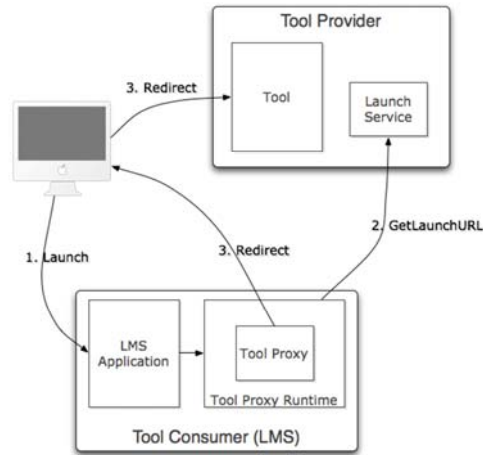 Tool Provider
3. Redirect
Tool
Launch
Service
2. GetLaunchURL
1. Launch
3. Redirect
LMS
Application
Tool Proxy
Tool Proxy Runtime
Tool Consumer (LMS)